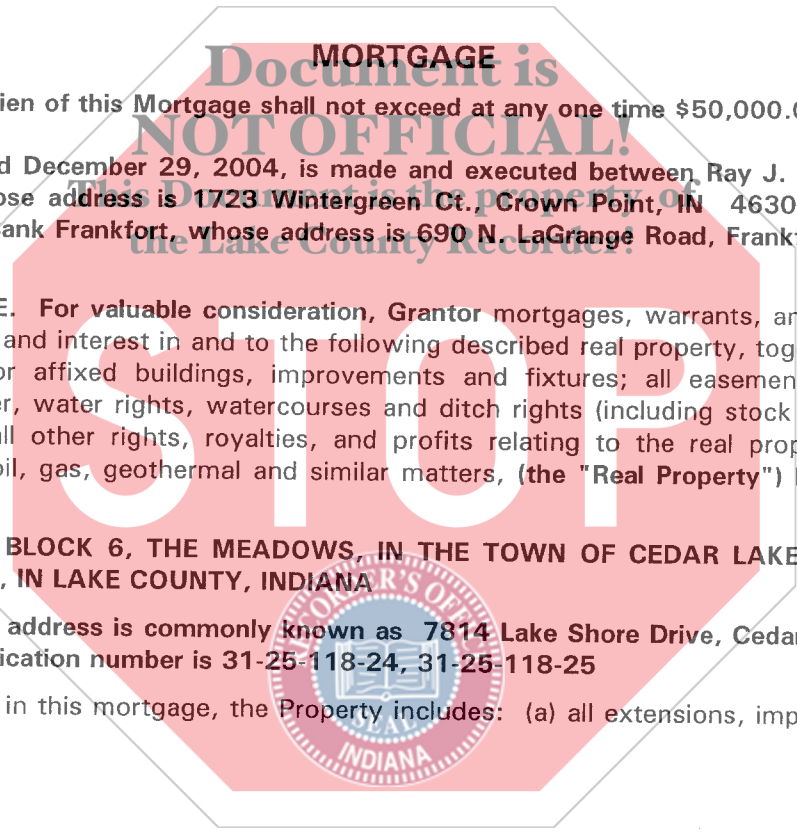 MORTGAGE
Document is
ien of this Mortgage shall not exceed at any one time $50,000.
NOT OFFICIAL!
d December 29, 2004, is made and executed between Ray J.
This Document is the property of
ose address is 1723 Wintergreen Ct., Crown Point, IN 4630
the Lake County Recorder!
ank Frankfort, whose address is 690 N. LaGrange Road, Frankf
E. For valuable consideration, Grantor mortgages, warrants, an
and interest in and to the following described real property, tog
or affixed buildings, improvements and fixtures; all easemen
er, water rights, watercourses and ditch rights (including stock
all other rights, royalties, and profits relating to the real prop
oil, gas, geothermal and similar matters, (the "Real Property")
STOP
BLOCK 6, THE MEADOWS, IN THE TOWN OF CEDAR LAKE
, IN LAKE COUNTY, INDIANA
address is commonly known as 7814 Lake Shore Drive, Cedar
ication number is 31-25-118-24, 31-25-118-25
in this mortgage, the Property includes: (a) all extensions, imp
RECORDER'S OFFICE
SEAL
INDIANA